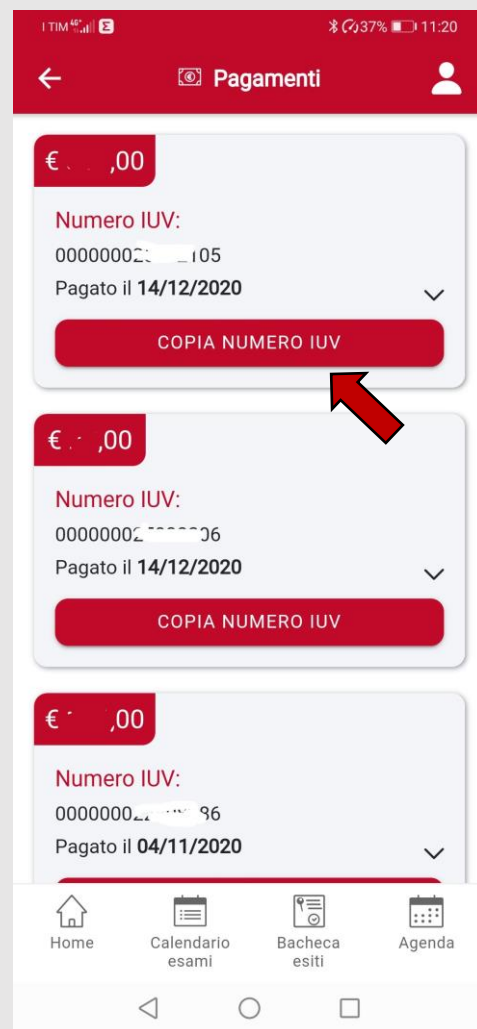 I TIM 37% 11:20
Pagamenti
€ ,00
Numero IUV:
Pagato il 14/12/2020
COPIA NUMERO IUV
€ ,00
Numero IUV:
Pagato il 14/12/2020
COPIA NUMERO IUV
€ ,00
Numero IUV:
Pagato il 04/11/2020
Home Calendario esami Bacheca esiti Agenda